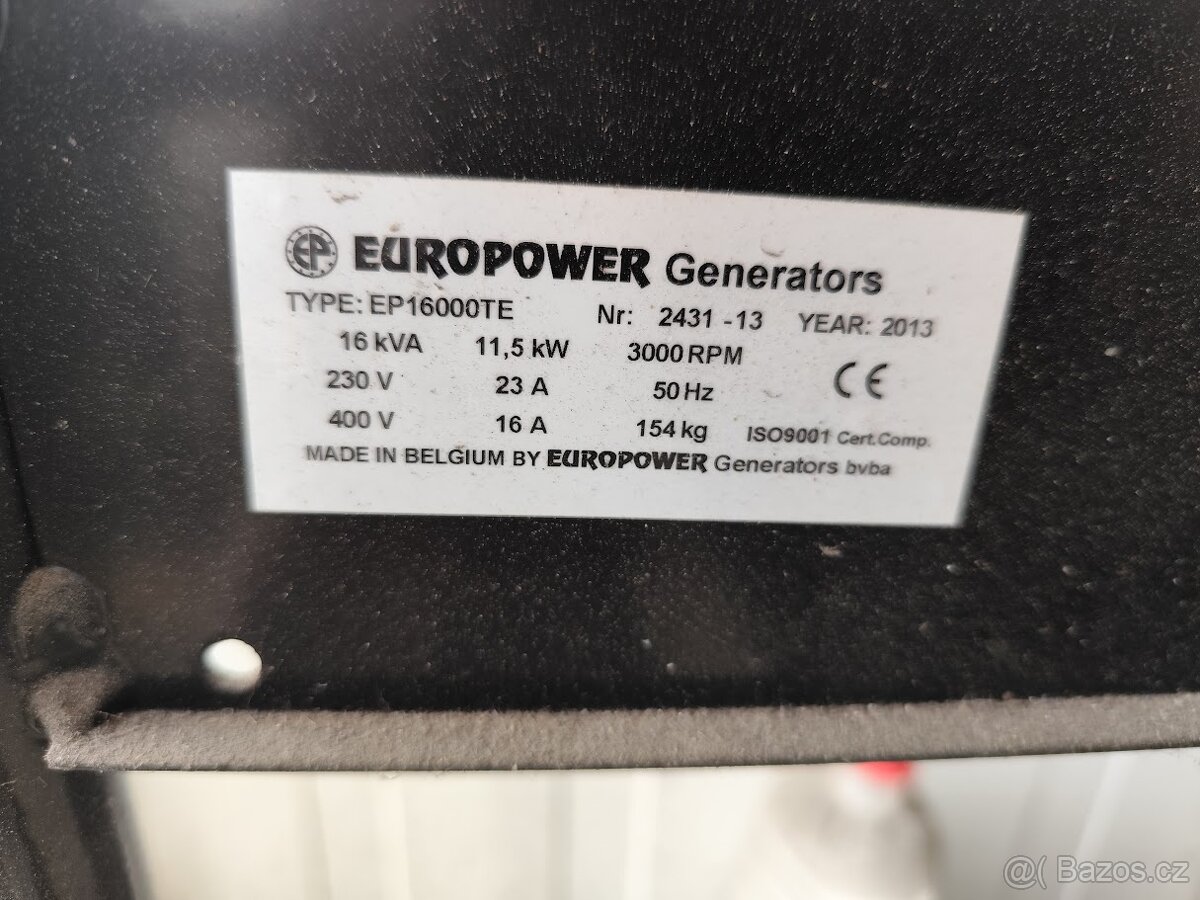 EP EUROPOWER Generators
TYPE: EP16000TE Nr: 2431 -13 YEAR: 2013
16 kVA 11,5 kW 3000 RPM
230 V 23 A 50 Hz CE
400 V 16 A 154 kg ISO9001 Cert.Comp.
MADE IN BELGIUM BY EUROPOWER Generators bvba
@( Bazos.cz